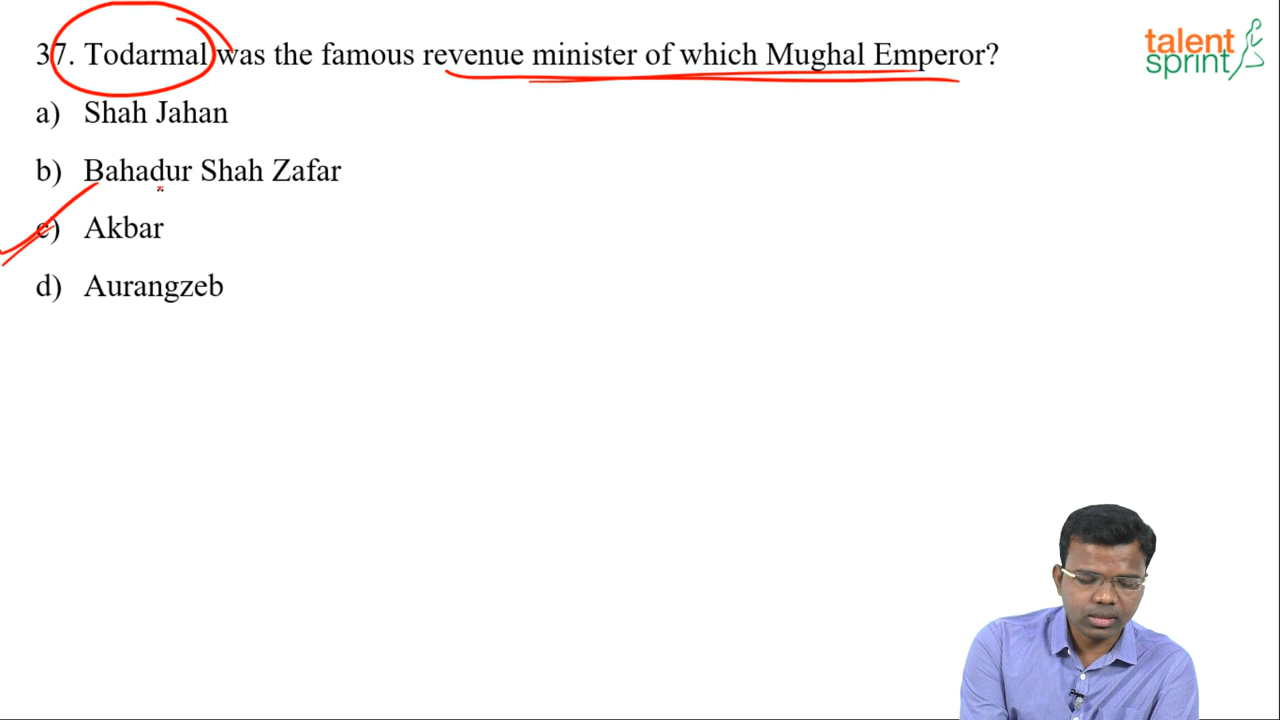 37. Todarmal was the famous revenue minister of which Mughal Emperor?
talent
sprint
a) Shah Jahan
b) Bahadur Shah Zafar
c) Akbar
d) Aurangzeb